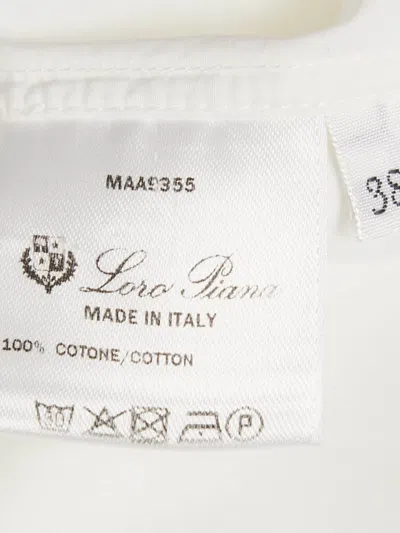 MAA9355
38
Loro Piana
MADE IN ITALY
100% COTONE/COTTON
P